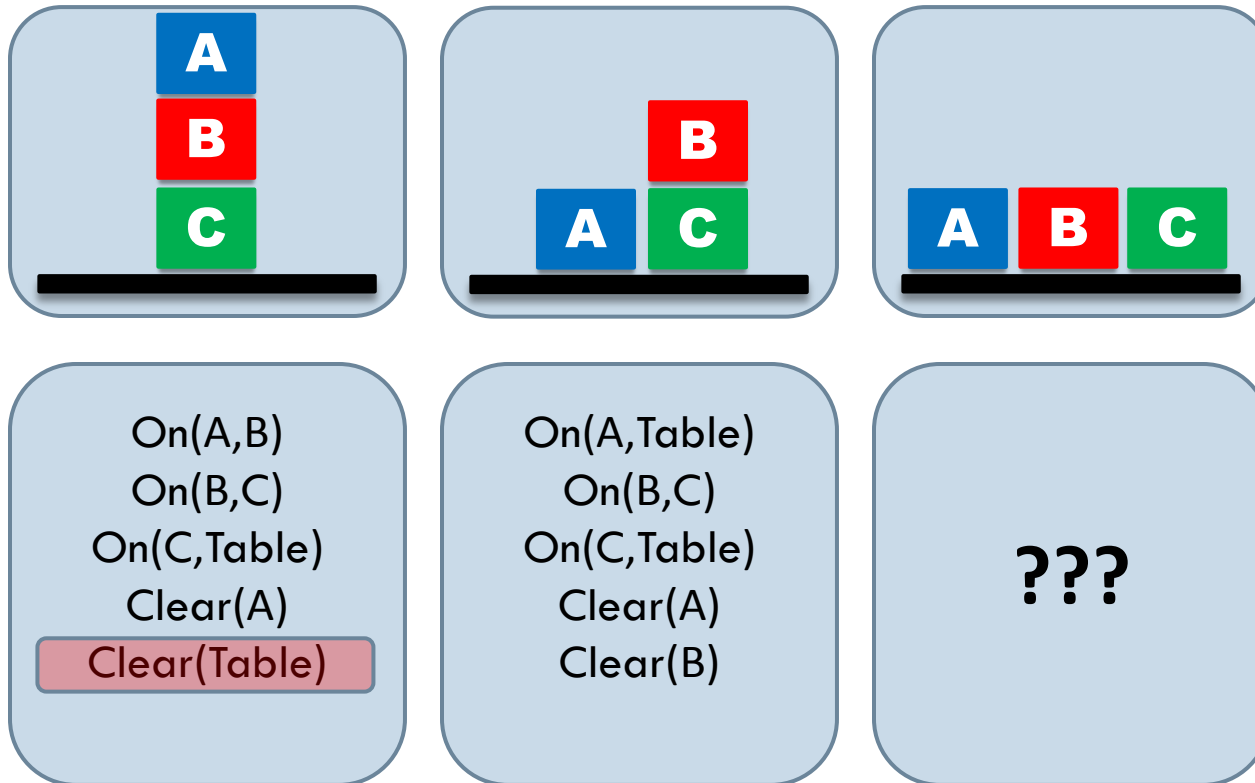 A
B
C
B
A C
A B C
On(A,B)
On(B,C)
On(C,Table)
Clear(A)
Clear(Table)
On(A,Table)
On(B,C)
On(C,Table)
Clear(A)
Clear(B)
???